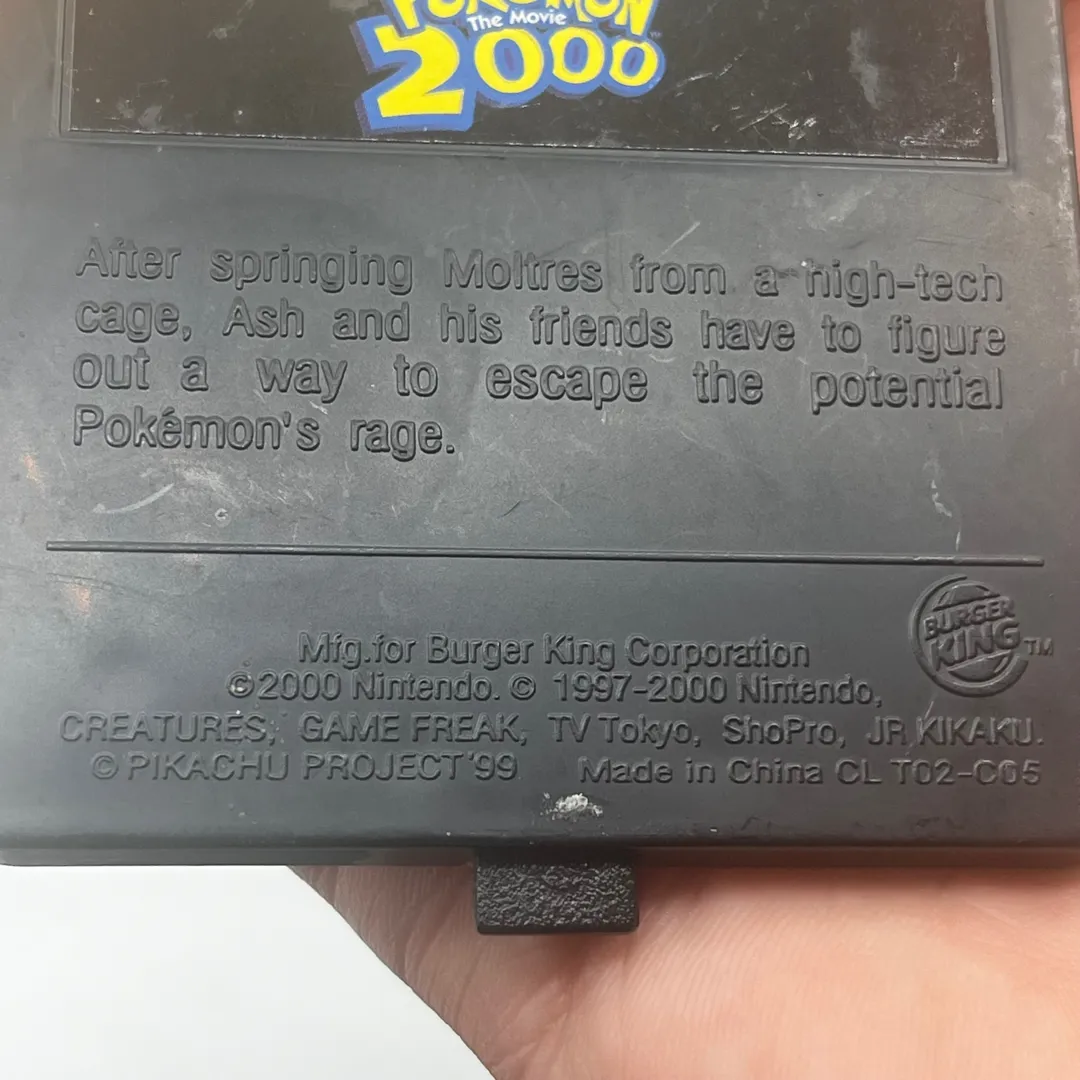 POKÉMON
The Movie
2000
After springing Moltres from a high-tech
cage, Ash and his friends have to figure
out a way to escape the potential
Pokémon's rage.
BURGER
KING TM
Mfg.for Burger King Corporation
©2000 Nintendo. © 1997-2000 Nintendo,
CREATURES, GAME FREAK, TV Tokyo, ShoPro, JR KIKAKU.
© PIKACHU PROJECT '99 Made in China CL T02-C05